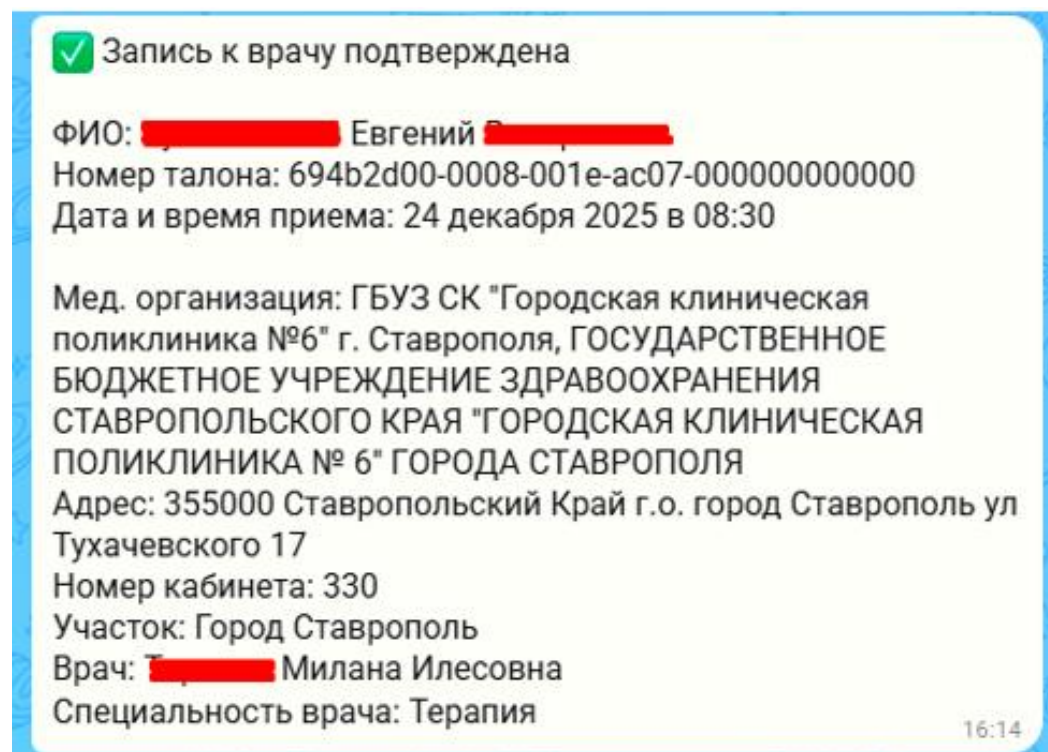 ✅ Запись к врачу подтверждена
ФИО: Евгений
Номер талона: 694b2d00-0008-001e-ac07-000000000000
Дата и время приема: 24 декабря 2025 в 08:30
Мед. организация: ГБУЗ СК "Городская клиническая
поликлиника №6" г. Ставрополя, ГОСУДАРСТВЕННОЕ
БЮДЖЕТНОЕ УЧРЕЖДЕНИЕ ЗДРАВООХРАНЕНИЯ
СТАВРОПОЛЬСКОГО КРАЯ "ГОРОДСКАЯ КЛИНИЧЕСКАЯ
ПОЛИКЛИНИКА № 6" ГОРОДА СТАВРОПОЛЯ
Адрес: 355000 Ставропольский Край г.о. город Ставрополь ул
Тухачевского 17
Номер кабинета: 330
Участок: Город Ставрополь
Врач: Милана Илесовна
Специальность врача: Терапия
16:14